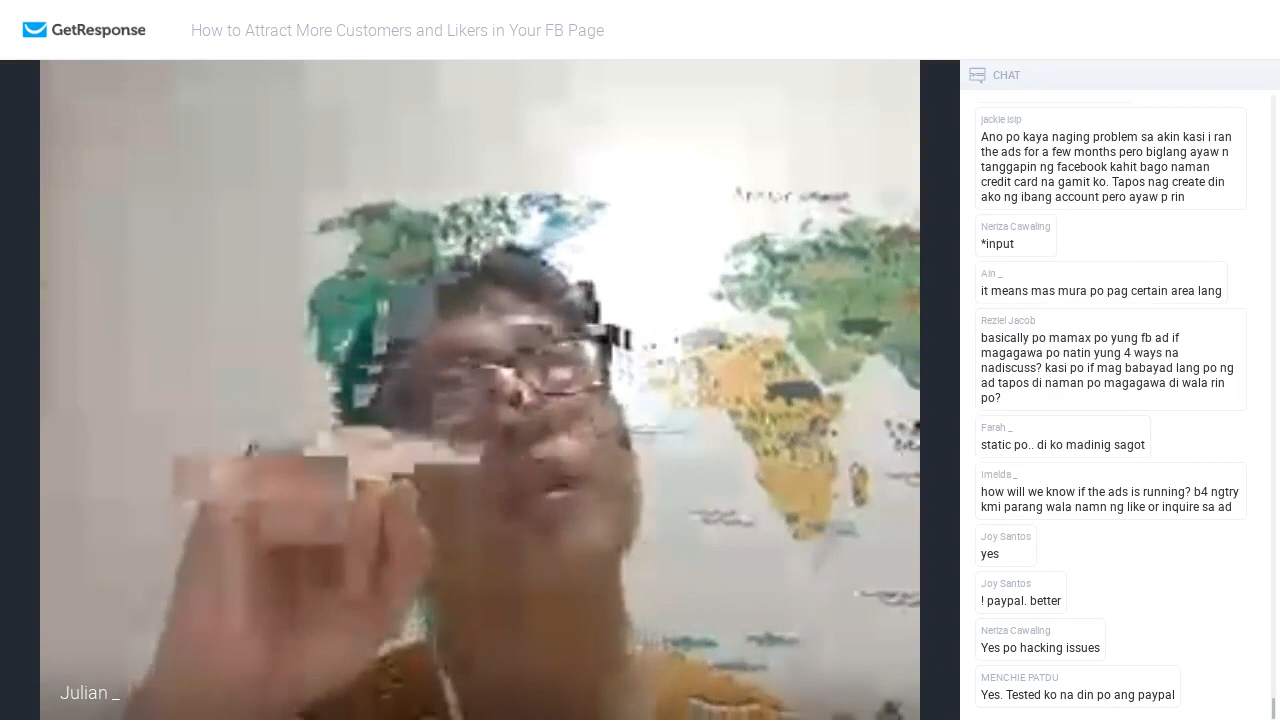 GetResponse
How to Attract More Customers and Likers in Your FB Page
CHAT
jackie isip
Ano po kaya naging problem sa akin kasi i ran
the ads for a few months pero biglang ayaw n
tanggapin ng facebook kahit bago naman
credit card na gamit ko. Tapos nag create din
ako ng ibang account pero ayaw p rin
Neriza Cawaling
*input
Ain _
it means mas mura po pag certain area lang
Reziel Jacob
basically po mamax po yung fb ad if
magagawa po natin yung 4 ways na
nadiscuss? kasi po if mag babayad lang po ng
ad tapos di naman po magagawa di wala rin
po?
Farah _
static po.. di ko madinig sagot
Imelda _
how will we know if the ads is running? b4 ngtry
kmi parang wala namn ng like or inquire sa ad
Joy Santos
yes
Joy Santos
! paypal. better
Neriza Cawaling
Yes po hacking issues
MENCHIE PATDU
Yes. Tested ko na din po ang paypal
Julian _